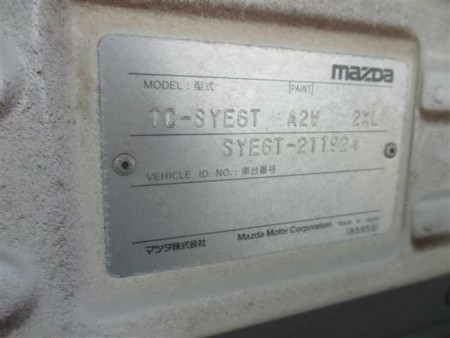 mazda
MODEL: 型式 PAINT
TC-SYE6T A2W 2XL
SYE6T-211924
VEHICLE ID. NO.: 車台番号
マツダ株式会社 Mazda Motor Corporation Made in Japan